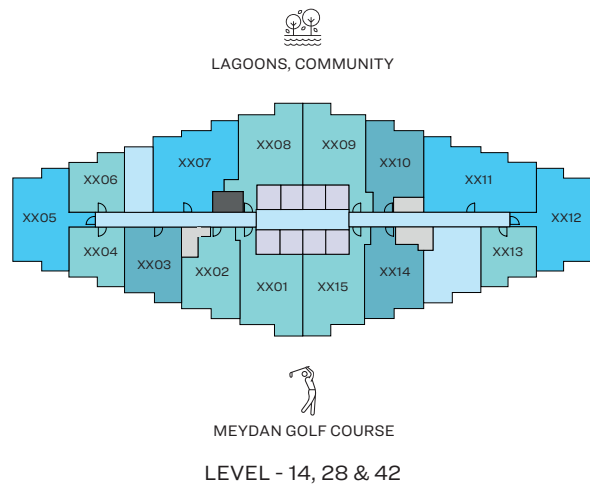 LAGOONS, COMMUNITY
XX08
XX09
XX07
XX10
XX06
XX11
XX05
XX12
XX04
XX03
XX02
XX14
XX13
XX01
XX15
MEYDAN GOLF COURSE
LEVEL - 14, 28 & 42